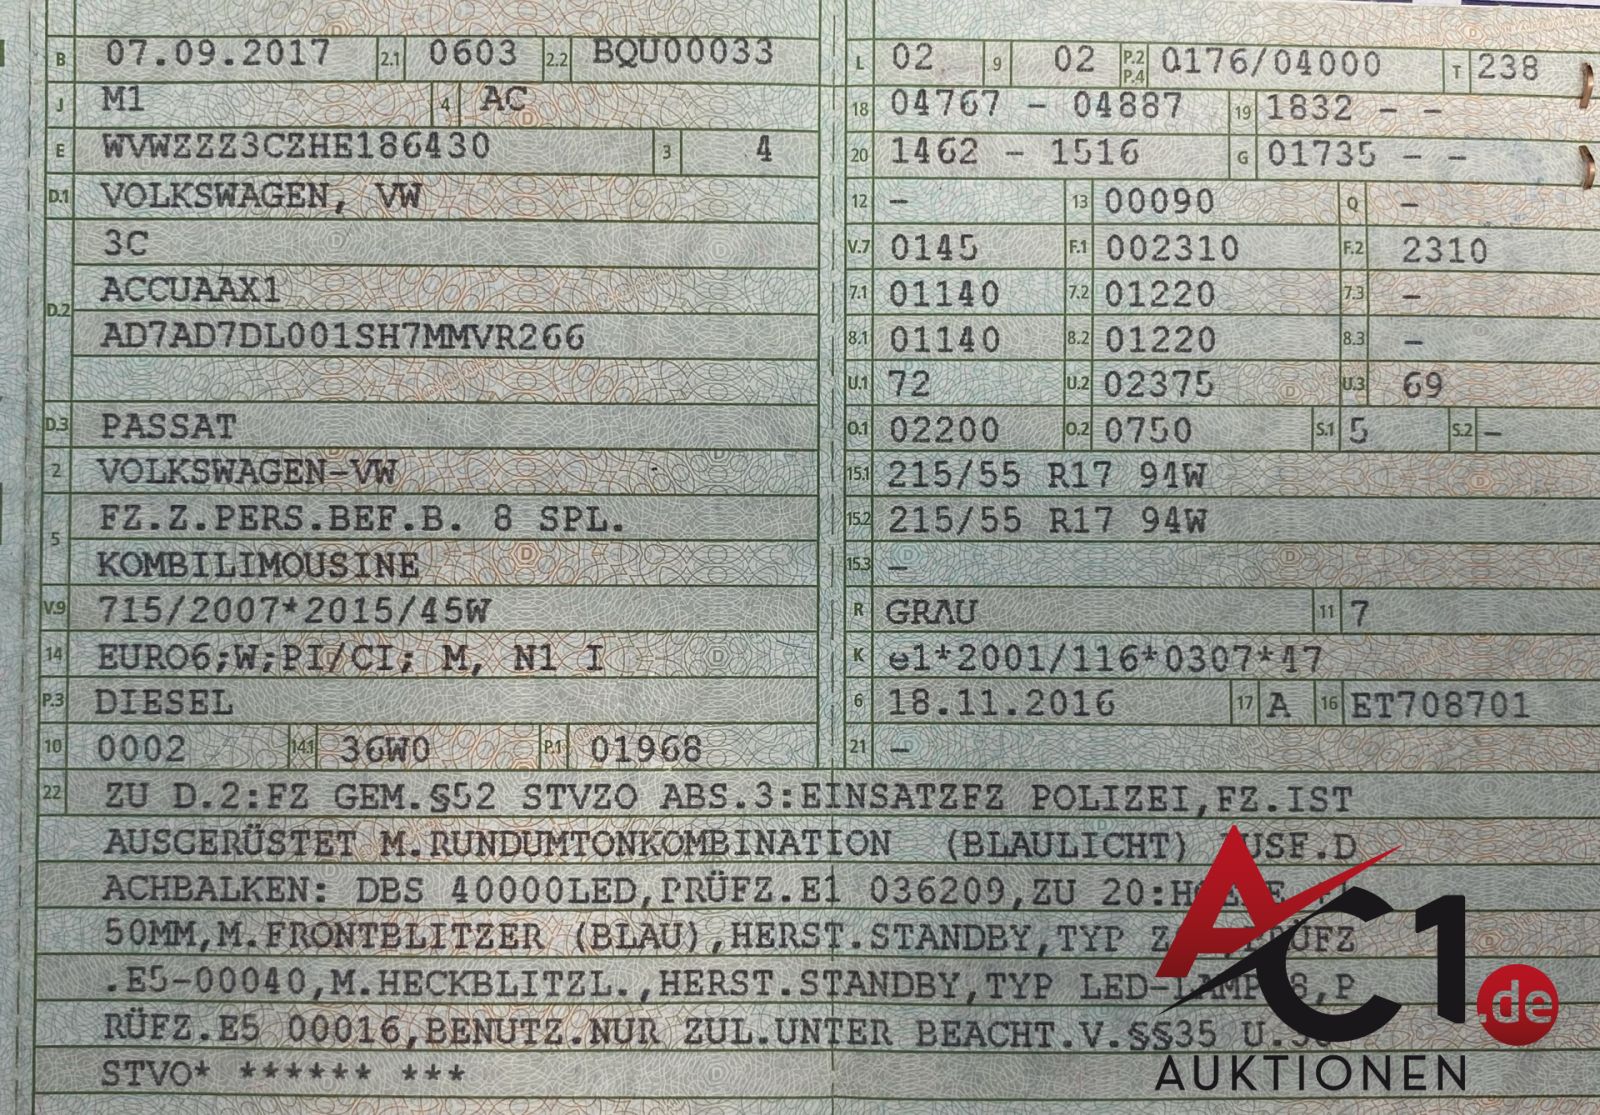 B 07.09.2017 2.1 0603 2.2 BQU00033
J M1 4 AC
E WVWZZZ3CZHE186430 3 4
D.1 VOLKSWAGEN, VW
3C
D.2 ACCUAAX1
AD7AD7DL001SH7MMVR266
D.3 PASSAT
2 VOLKSWAGEN-VW
5 FZ.Z.PERS.BEF.B. 8 SPL.
KOMBILIMOUSINE
V.9 715/2007*2015/45W
14 EURO6;W;PI/CI; M, N1 I
P.3 DIESEL
10 0002 14.1 36W0 P.1 01968
L 02 9 02 P.2 P.4 0176/04000 T 238
18 04767 - 04887 19 1832 - -
20 1462 - 1516 G 01735 - -
12 - 13 00090 Q -
V.7 0145 F.1 002310 F.2 2310
7.1 01140 7.2 01220 7.3 -
8.1 01140 8.2 01220 8.3 -
U.1 72 U.2 02375 U.3 69
O.1 02200 O.2 0750 S.1 5 S.2 -
15.1 215/55 R17 94W
15.2 215/55 R17 94W
15.3 -
R GRAU 11 7
K e1*2001/116*0307*47
6 18.11.2016 17 A 16 ET708701
21 -
22 ZU D.2:FZ GEM.§52 STVZO ABS.3:EINSATZFZ POLIZEI,FZ.IST
AUSGERÜSTET M.RUNDUMTONKOMBINATION (BLAULICHT) USF.D
ACHBALKEN: DBS 40000LED,PRÜFZ.E1 036209,ZU 20:
50MM,M.FRONTBLITZER (BLAU),HERST.STANDBY,TYP
.E5-00040,M.HECKBLITZL.,HERST.STANDBY,TYP
RÜFZ.E5 00016,BENUTZ.NUR ZUL.UNTER BEACHT.V.§§35 U.
STVO* ****** ***
AC1.de
AUKTIONEN